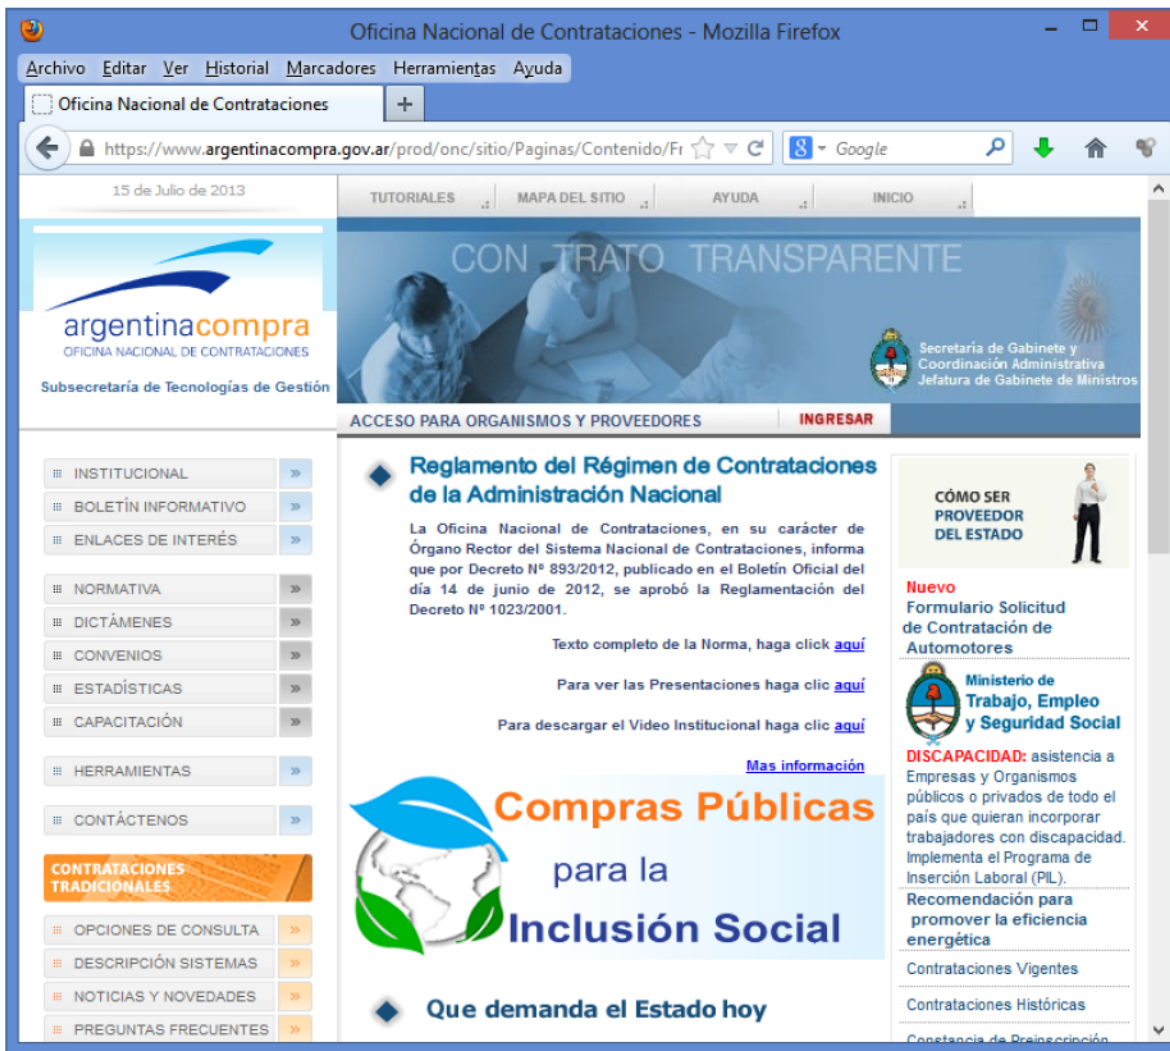 Oficina Nacional de Contrataciones - Mozilla Firefox
Archivo Editar Ver Historial Marcadores Herramientas Ayuda
Oficina Nacional de Contrataciones
https://www.argentinacompra.gov.ar/prod/onc/sitio/Paginas/Contenido/Fr
8 Google
15 de Julio de 2013
TUTORIALES MAPA DEL SITIO AYUDA INICIO
CON TRATO TRANSPARENTE
argentinacompra
OFICINA NACIONAL DE CONTRATACIONES
Subsecretaría de Tecnologías de Gestión
Secretaría de Gabinete y
Coordinación Administrativa
Jefatura de Gabinete de Ministros
ACCESO PARA ORGANISMOS Y PROVEEDORES INGRESAR
INSTITUCIONAL
BOLETÍN INFORMATIVO
ENLACES DE INTERÉS
NORMATIVA
DICTÁMENES
CONVENIOS
ESTADÍSTICAS
CAPACITACIÓN
HERRAMIENTAS
CONTÁCTENOS
CONTRATACIONES
TRADICIONALES
OPCIONES DE CONSULTA
DESCRIPCIÓN SISTEMAS
NOTICIAS Y NOVEDADES
PREGUNTAS FRECUENTES
Reglamento del Régimen de Contrataciones
de la Administración Nacional
La Oficina Nacional de Contrataciones, en su carácter de
Órgano Rector del Sistema Nacional de Contrataciones, informa
que por Decreto Nº 893/2012, publicado en el Boletín Oficial del
día 14 de junio de 2012, se aprobó la Reglamentación del
Decreto Nº 1023/2001.
Texto completo de la Norma, haga click aquí
Para ver las Presentaciones haga clic aquí
Para descargar el Video Institucional haga clic aquí
Mas información
Compras Públicas
para la
Inclusión Social
Que demanda el Estado hoy
CÓMO SER
PROVEEDOR
DEL ESTADO
Nuevo
Formulario Solicitud
de Contratación de
Automotores
Ministerio de
Trabajo, Empleo
y Seguridad Social
DISCAPACIDAD: asistencia a
Empresas y Organismos
públicos o privados de todo el
país que quieran incorporar
trabajadores con discapacidad.
Implementa el Programa de
Inserción Laboral (PIL).
Recomendación para
promover la eficiencia
energética
Contrataciones Vigentes
Contrataciones Históricas
Constancia de Preinscripción